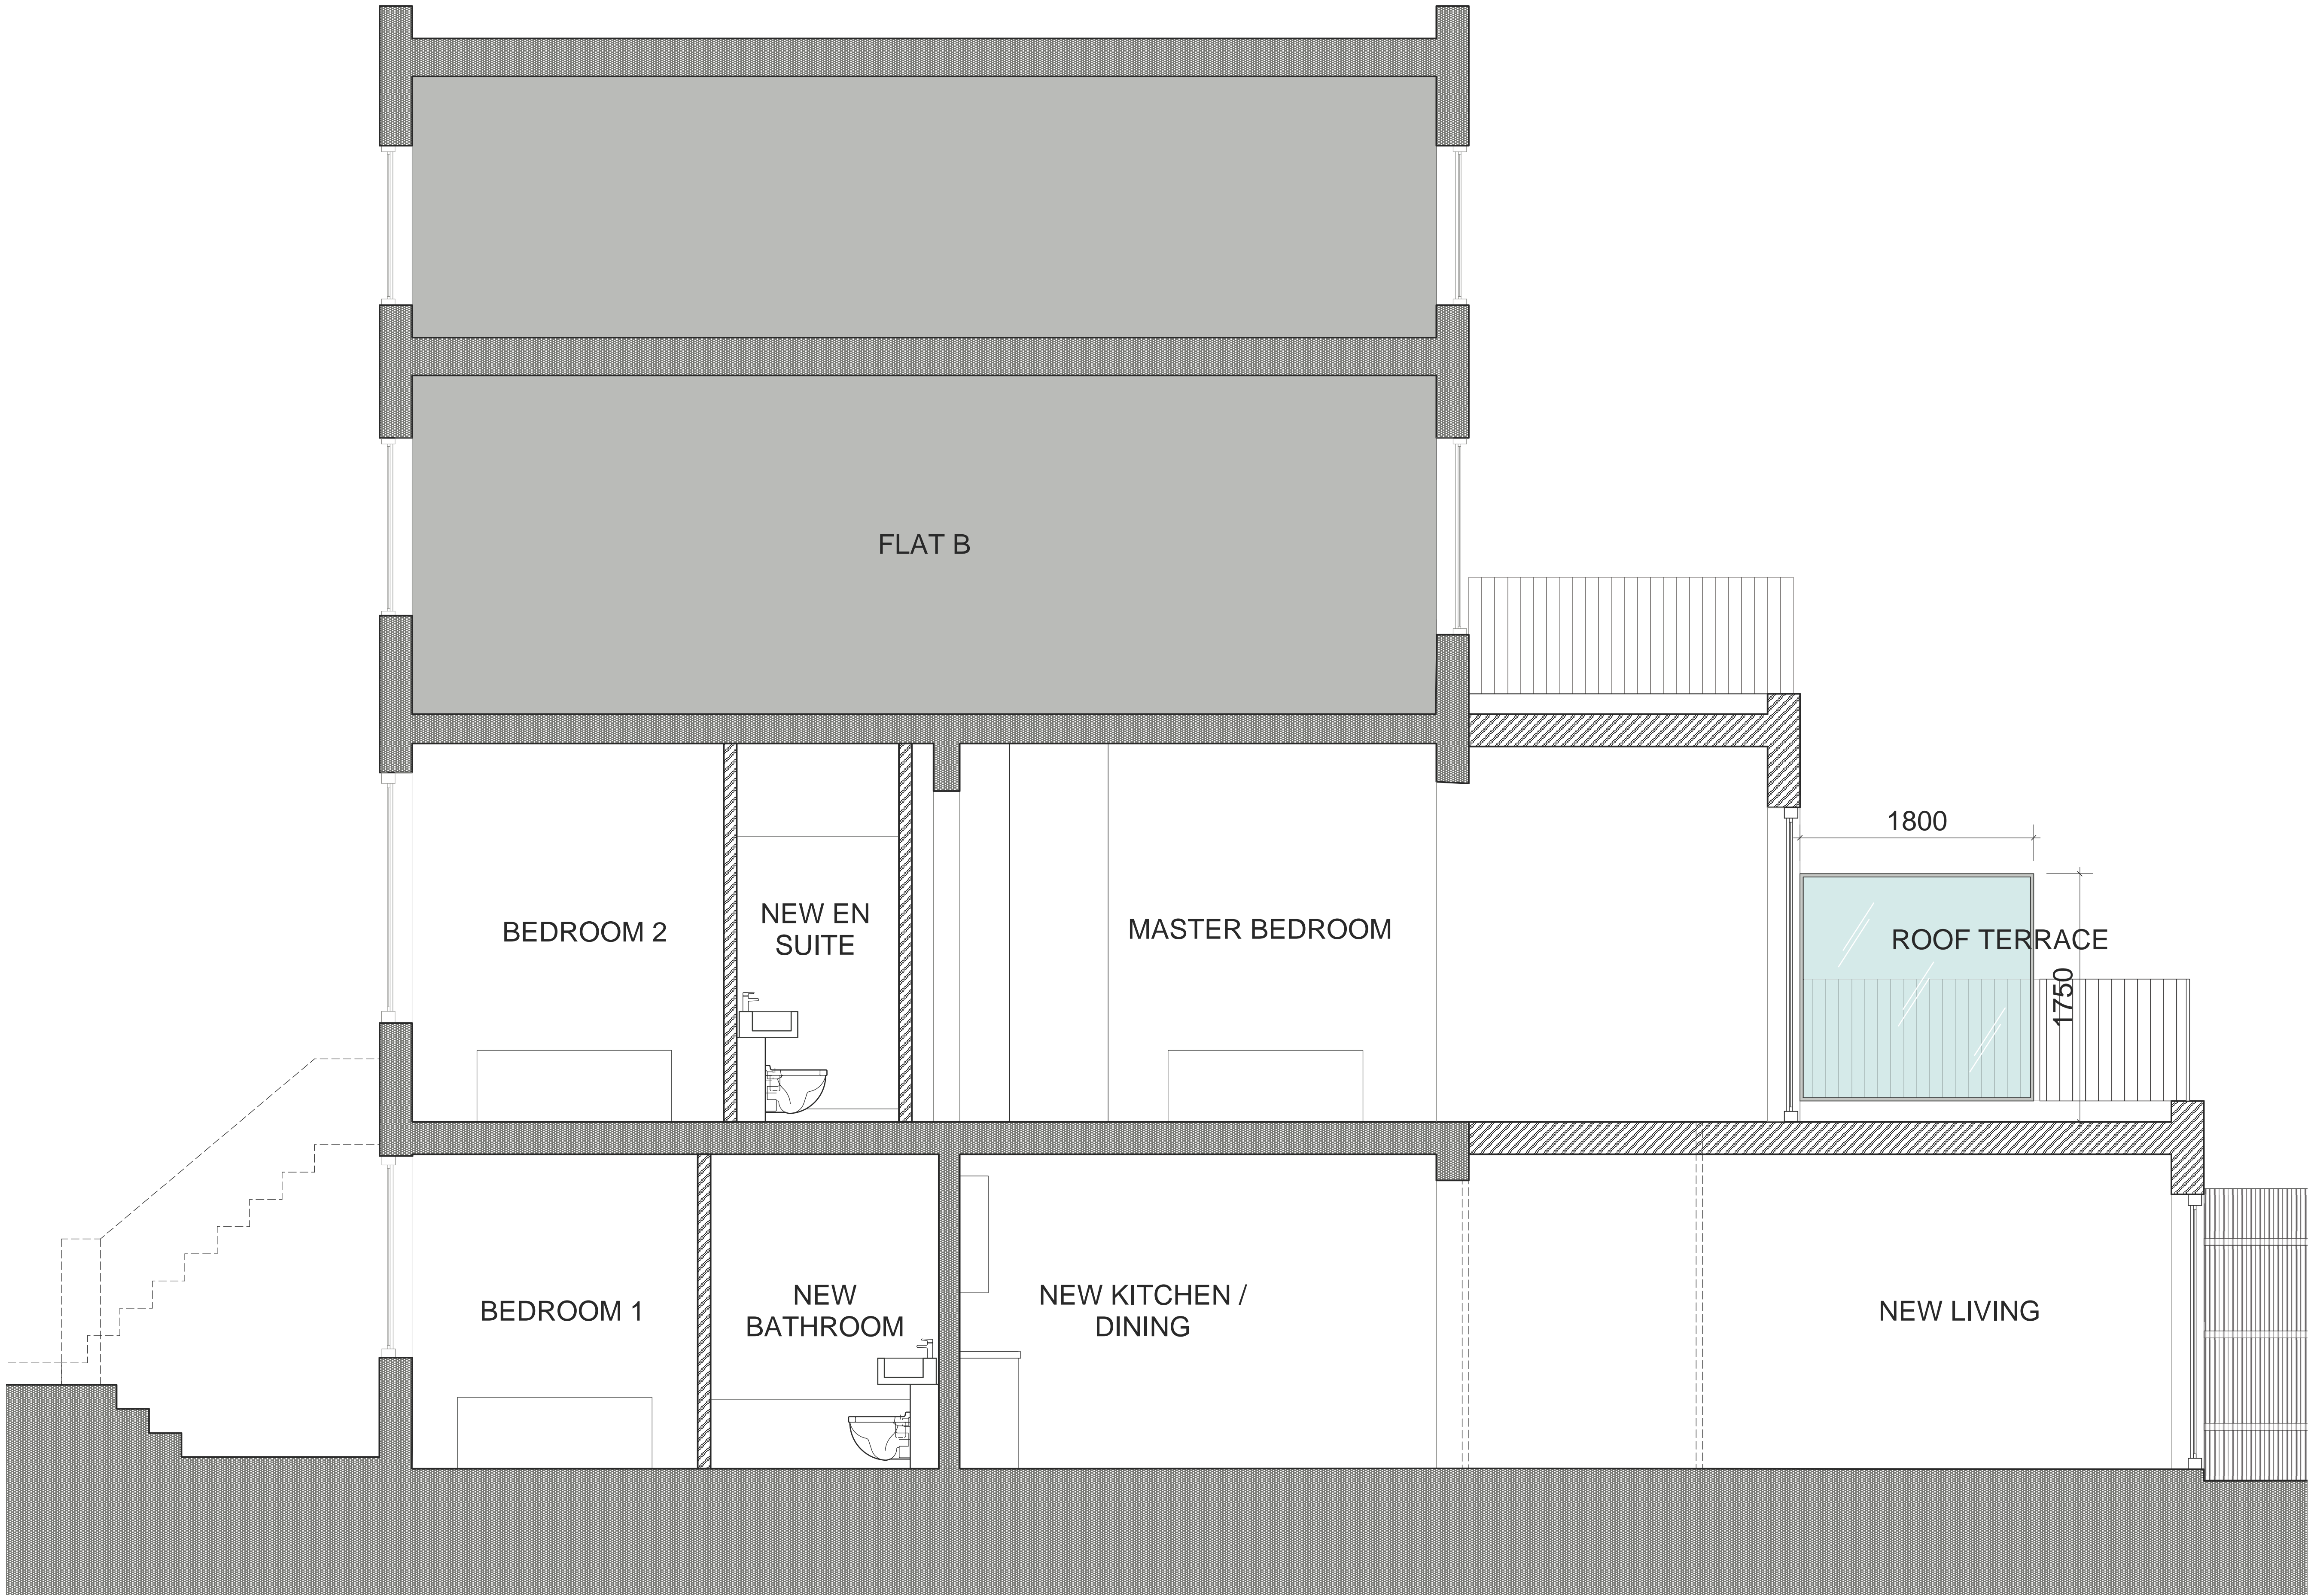 FLAT B
1800
BEDROOM 2
NEW EN
SUITE
MASTER BEDROOM
ROOF TERRACE
1750
BEDROOM 1
NEW
BATHROOM
NEW KITCHEN /
DINING
NEW LIVING